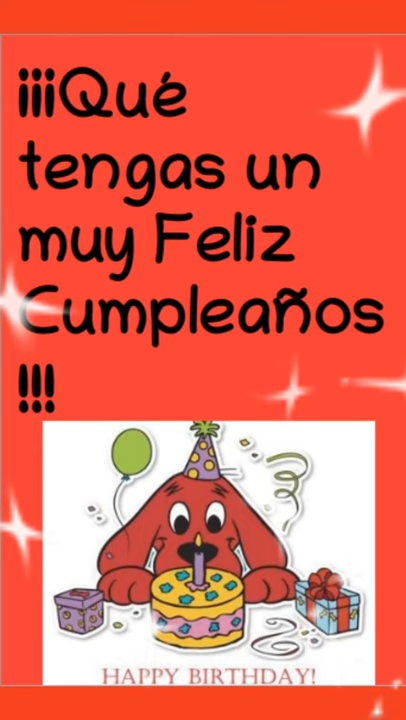 ¡¡¡Qué
tengas un
muy Feliz
Cumpleaños
!!!
HAPPY BIRTHDAY!